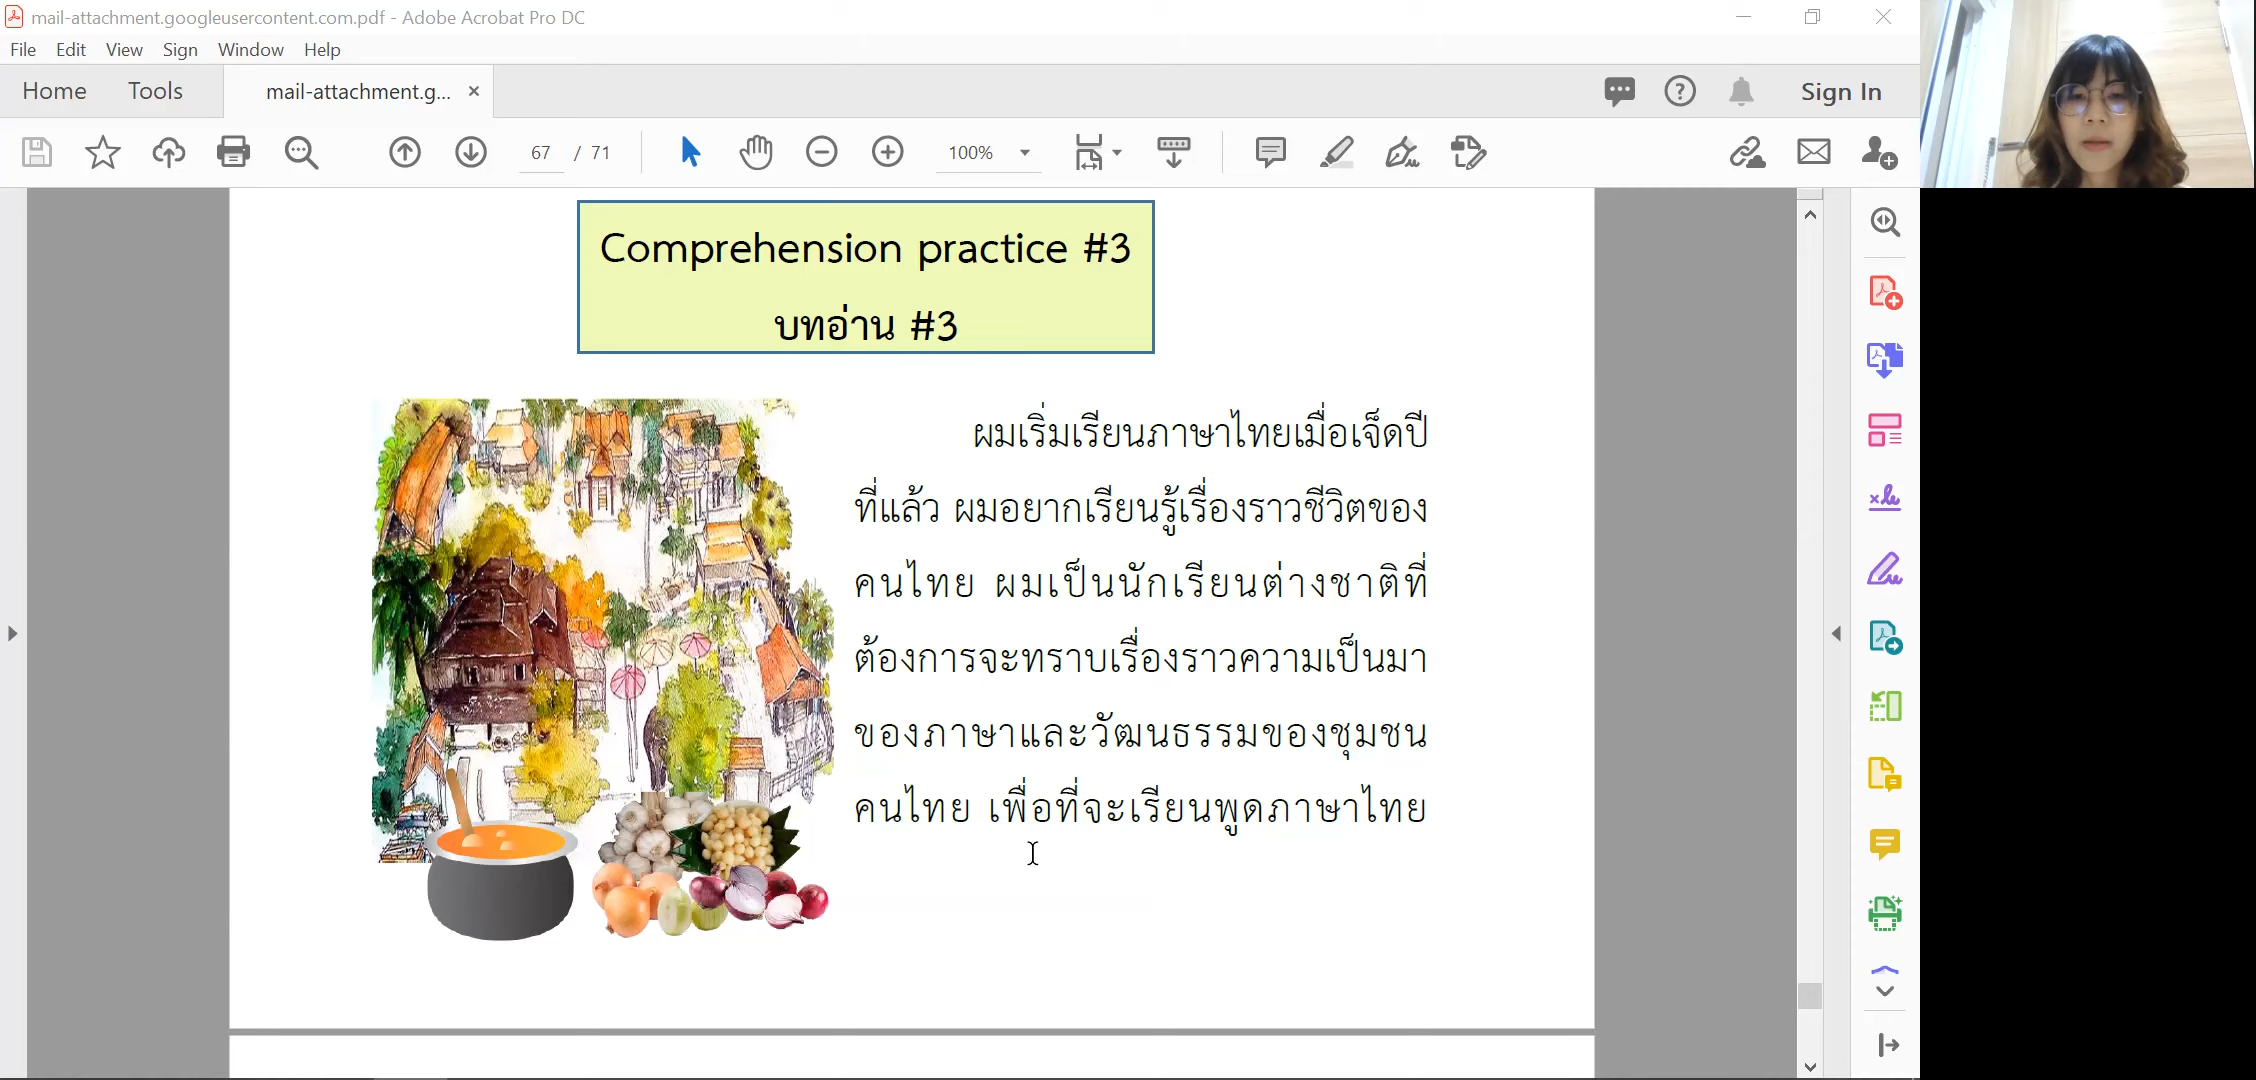 mail-attachment.googleusercontent.com.pdf - Adobe Acrobat Pro DC
File Edit View Sign Window Help
Home Tools mail-attachment.g... × Sign In
67 / 71 100%
Comprehension practice #3
บทอ่าน #3
ผมเริ่มเรียนภาษาไทยเมื่อเจ็ดปี
ที่แล้ว ผมอยากเรียนรู้เรื่องราวชีวิตของ
คนไทย ผมเป็นนักเรียนต่างชาติที่
ต้องการจะทราบเรื่องราวความเป็นมา
ของภาษาและวัฒนธรรมของชุมชน
คนไทย เพื่อที่จะเรียนพูดภาษาไทย